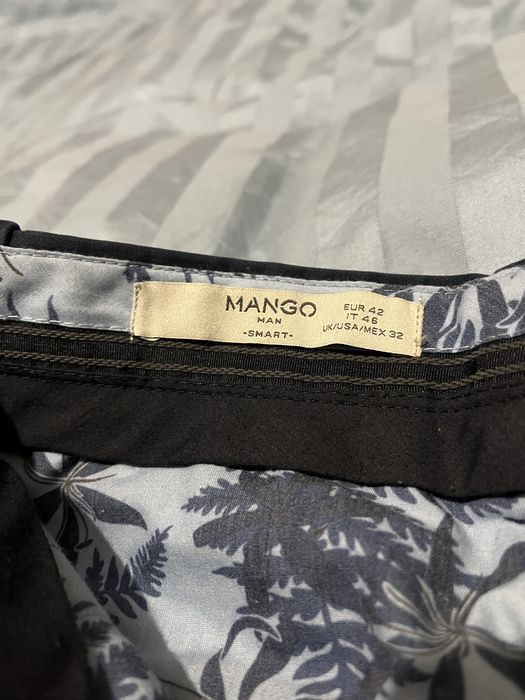 MANGO
MAN
-SMART-
EUR 42
IT 46
UK/USA/MEX 32